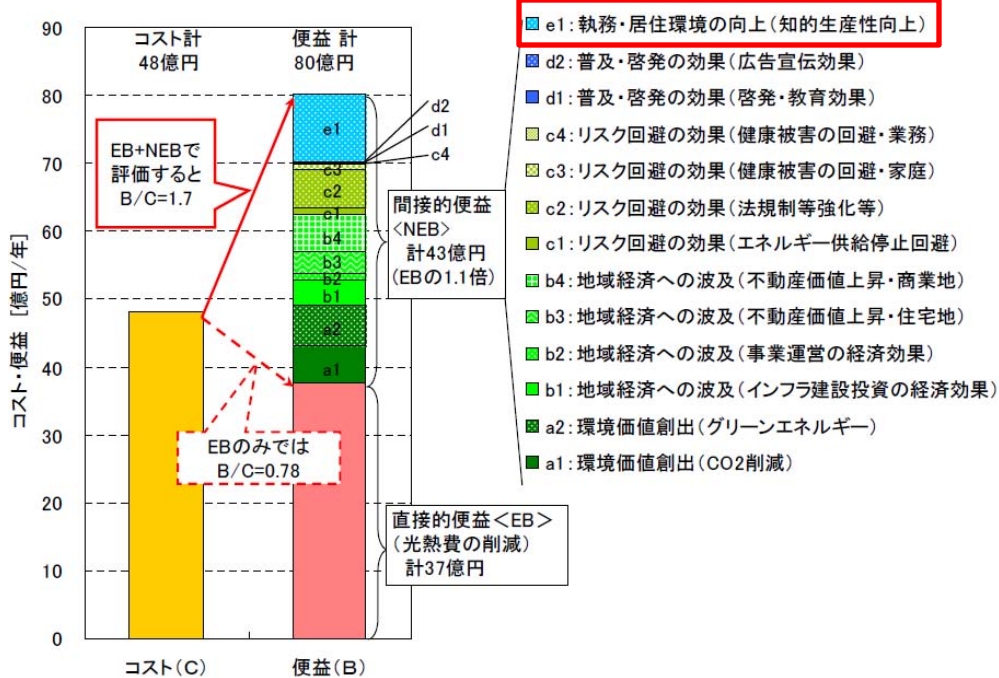 コスト・便益 [億円/年]
90
80
70
60
50
40
30
20
10
0
コスト計
48億円
便益 計
80億円
EB+NEBで
評価すると
B/C=1.7
EBのみでは
B/C=0.78
e1
d2
d1
c4
c3
c2
c1
b4
b3
b2
b1
a2
a1
間接的便益
<NEB>
計43億円
(EBの1.1倍)
直接的便益<EB>
(光熱費の削減)
計37億円
コスト(C)
便益(B)
e1:執務・居住環境の向上(知的生産性向上)
d2:普及・啓発の効果(広告宣伝効果)
d1:普及・啓発の効果(啓発・教育効果)
c4:リスク回避の効果(健康被害の回避・業務)
c3:リスク回避の効果(健康被害の回避・家庭)
c2:リスク回避の効果(法規制等強化等)
c1:リスク回避の効果(エネルギー供給停止回避)
b4:地域経済への波及(不動産価値上昇・商業地)
b3:地域経済への波及(不動産価値上昇・住宅地)
b2:地域経済への波及(事業運営の経済効果)
b1:地域経済への波及(インフラ建設投資の経済効果)
a2:環境価値創出(グリーンエネルギー)
a1:環境価値創出(CO2削減)